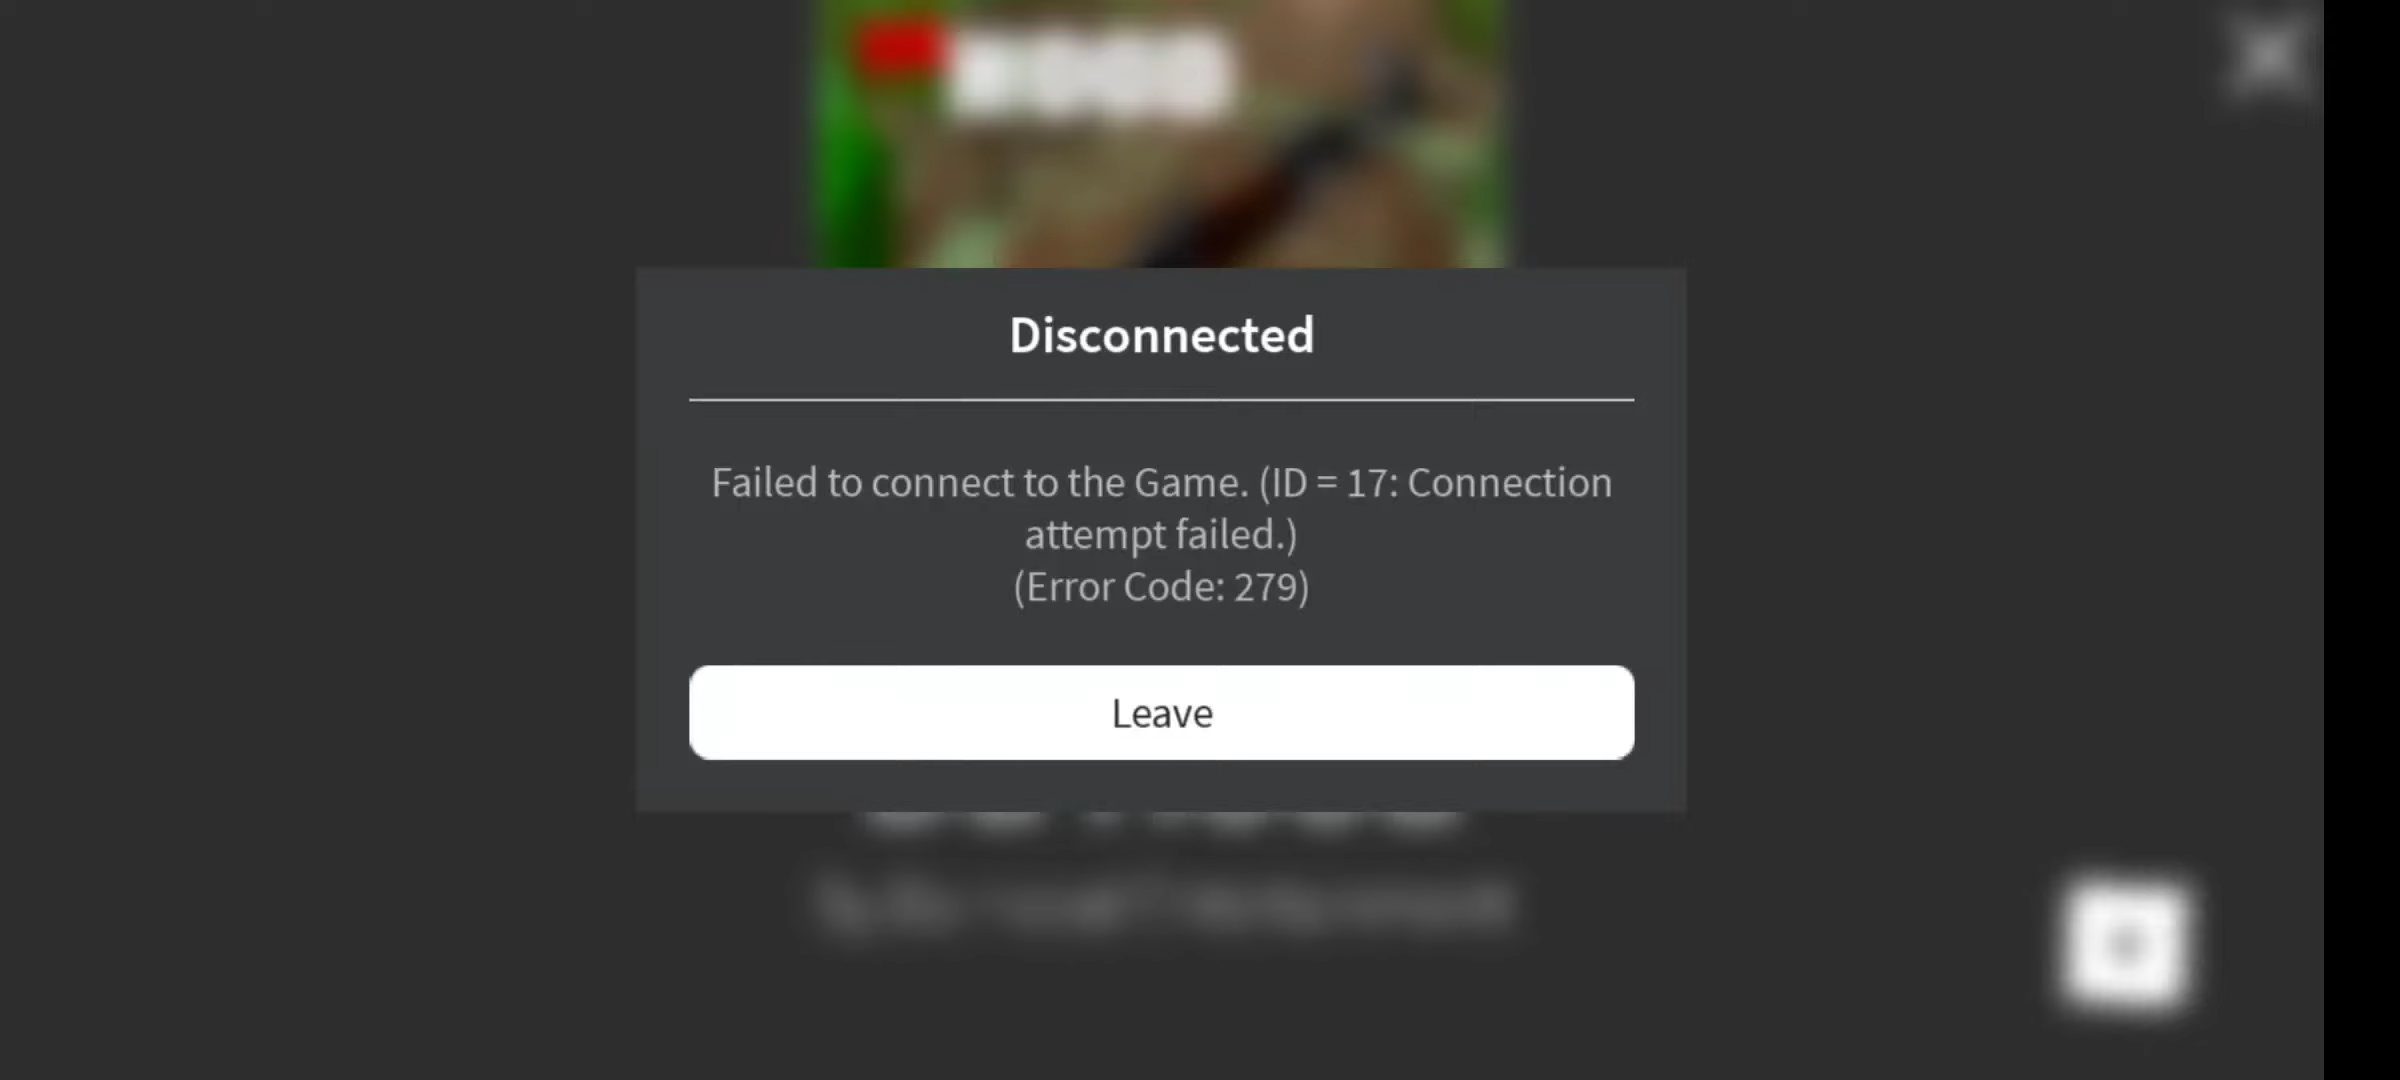 Disconnected
Failed to connect to the Game. (ID = 17: Connection
attempt failed.)
(Error Code: 279)
Leave